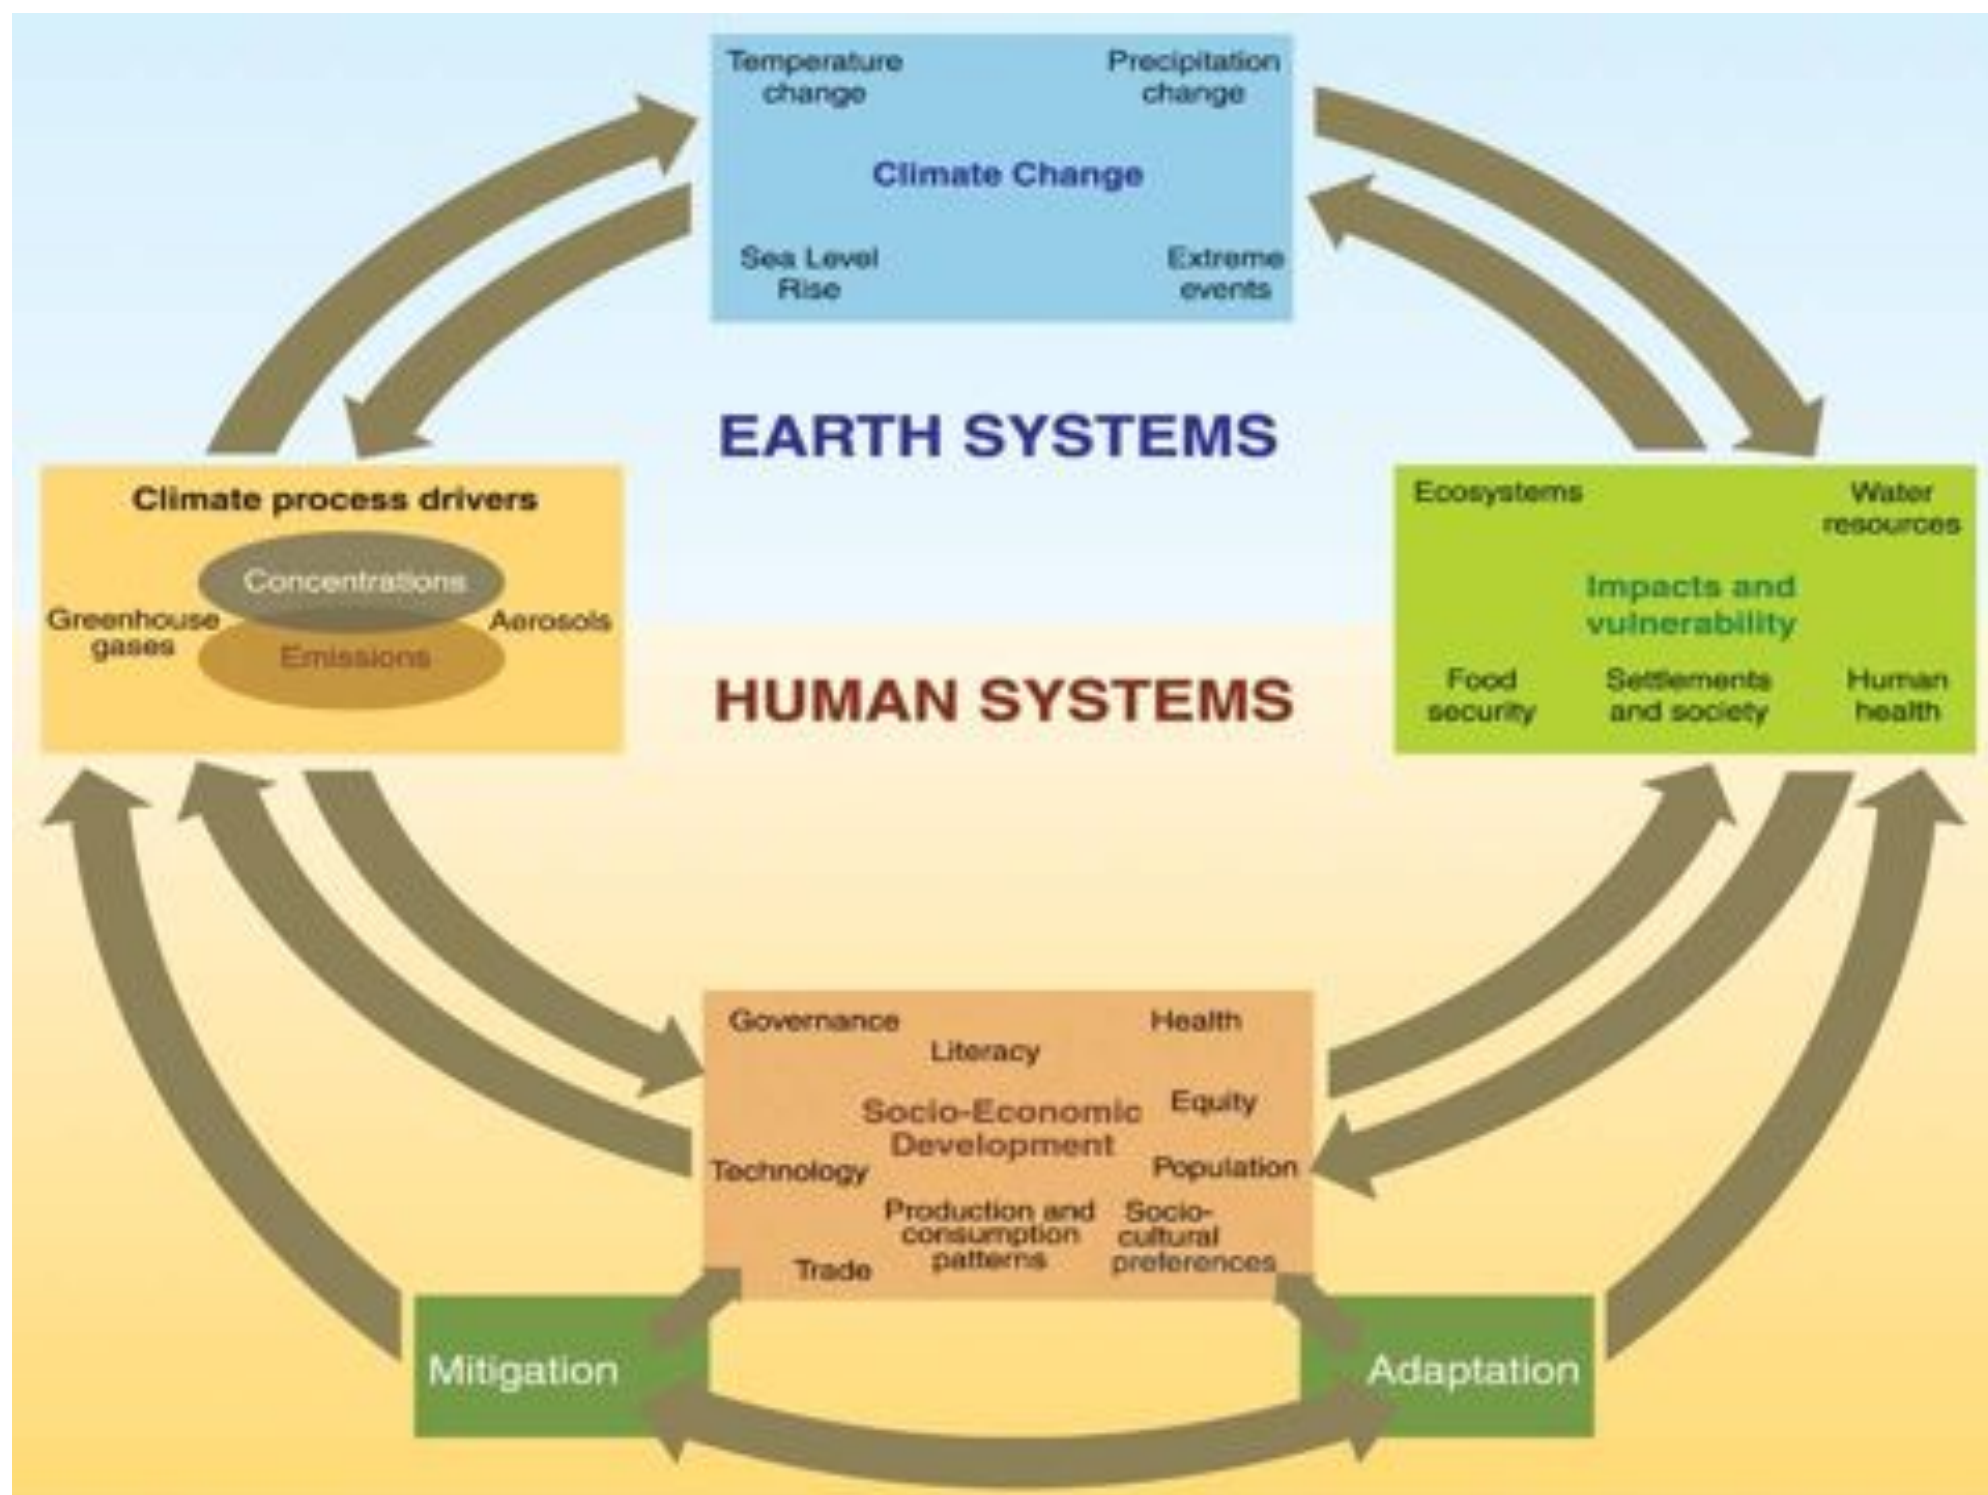 Temperature
change
Precipitation
change
Climate Change
Sea Level
Rise
Extreme
events
EARTH SYSTEMS
Climate process drivers
Concentrations
Greenhouse
gases
Aerosols
Emissions
Ecosystems
Water
resources
Impacts and
vulnerability
Food
security
Settlements
and society
Human
health
HUMAN SYSTEMS
Governance
Literacy
Health
Socio-Economic
Development
Equity
Technology
Population
Production and
consumption
patterns
Socio-
cultural
preferences
Trade
Mitigation
Adaptation